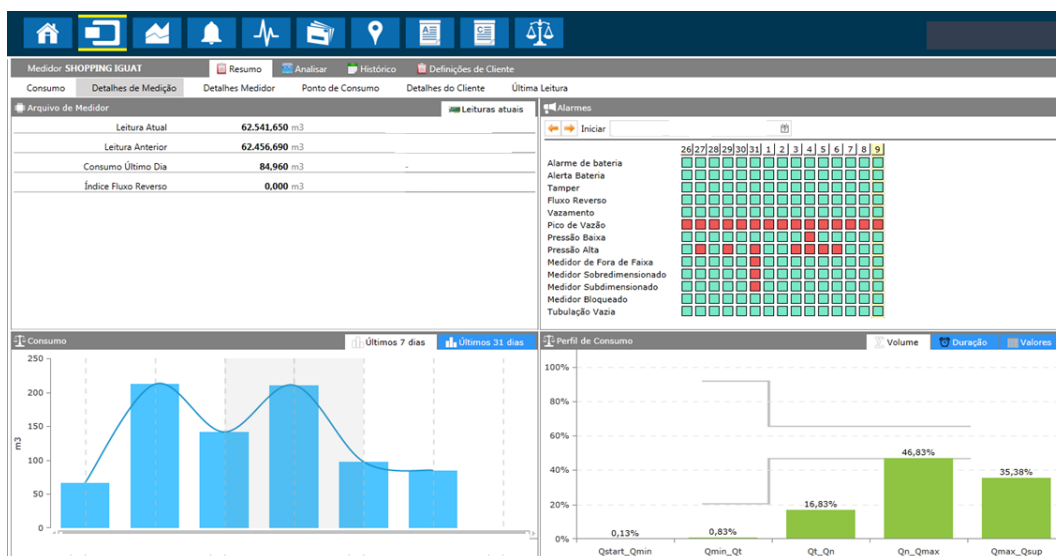 Medidor SHOPPING IGUAT
Resumo Analisar Histórico Definições de Cliente
Consumo Detalhes de Medição Detalhes Medidor Ponto de Consumo Detalhes do Cliente Última Leitura
Arquivo de Medidor
Leituras atuais
Leitura Atual 62.541,650 m3
Leitura Anterior 62.456,690 m3
Consumo Último Dia 84,960 m3 -
Índice Fluxo Reverso 0,000 m3
Alarmes
Iniciar
26 27 28 29 30 31 1 2 3 4 5 6 7 8 9
Alarme de bateria
Alerta Bateria
Tamper
Fluxo Reverso
Vazamento
Pico de Vazão
Pressão Baixa
Pressão Alta
Medidor de Fora de Faixa
Medidor Sobredimensionado
Medidor Subdimensionado
Medidor Bloqueado
Tubulação Vazia
Consumo
Últimos 7 dias Últimos 31 dias
250
200
150
100
50
0
m3
Perfil de Consumo
Volume Duração Valores
100%
80%
60%
40%
20%
0%
0,13%
0,83%
16,83%
46,83%
35,38%
Qstart_Qmin Qmin_Qt Qt_Qn Qn_Qmax Qmax_Qsup